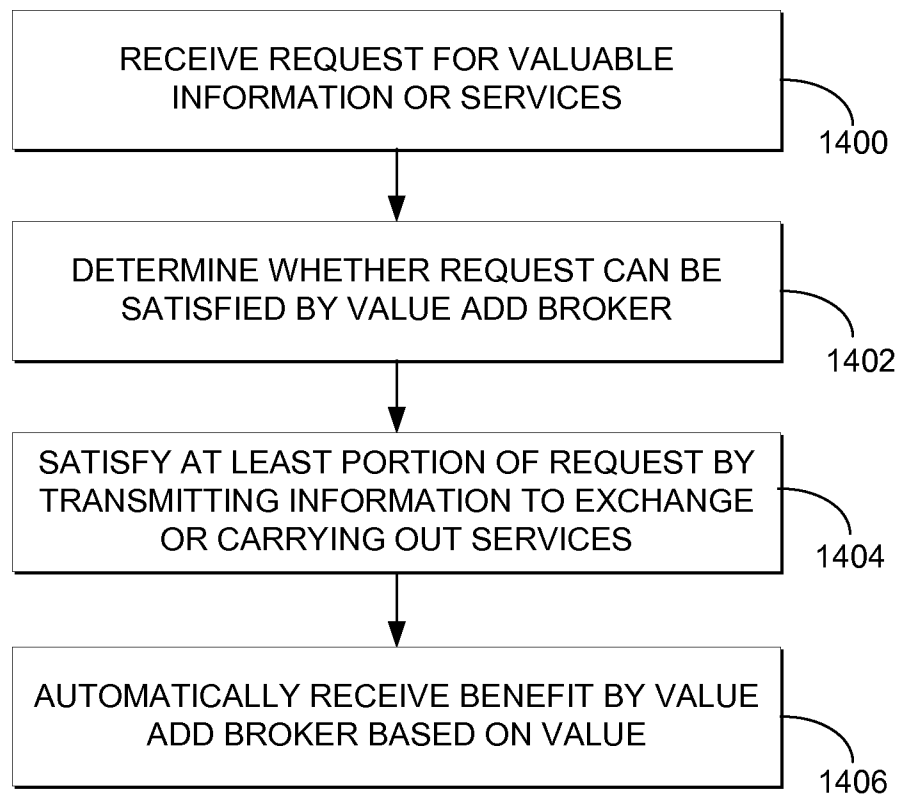 RECEIVE REQUEST FOR VALUABLE
INFORMATION OR SERVICES
1400
DETERMINE WHETHER REQUEST CAN BE
SATISFIED BY VALUE ADD BROKER
1402
SATISFY AT LEAST PORTION OF REQUEST BY
TRANSMITTING INFORMATION TO EXCHANGE
OR CARRYING OUT SERVICES
1404
AUTOMATICALLY RECEIVE BENEFIT BY VALUE
ADD BROKER BASED ON VALUE
1406